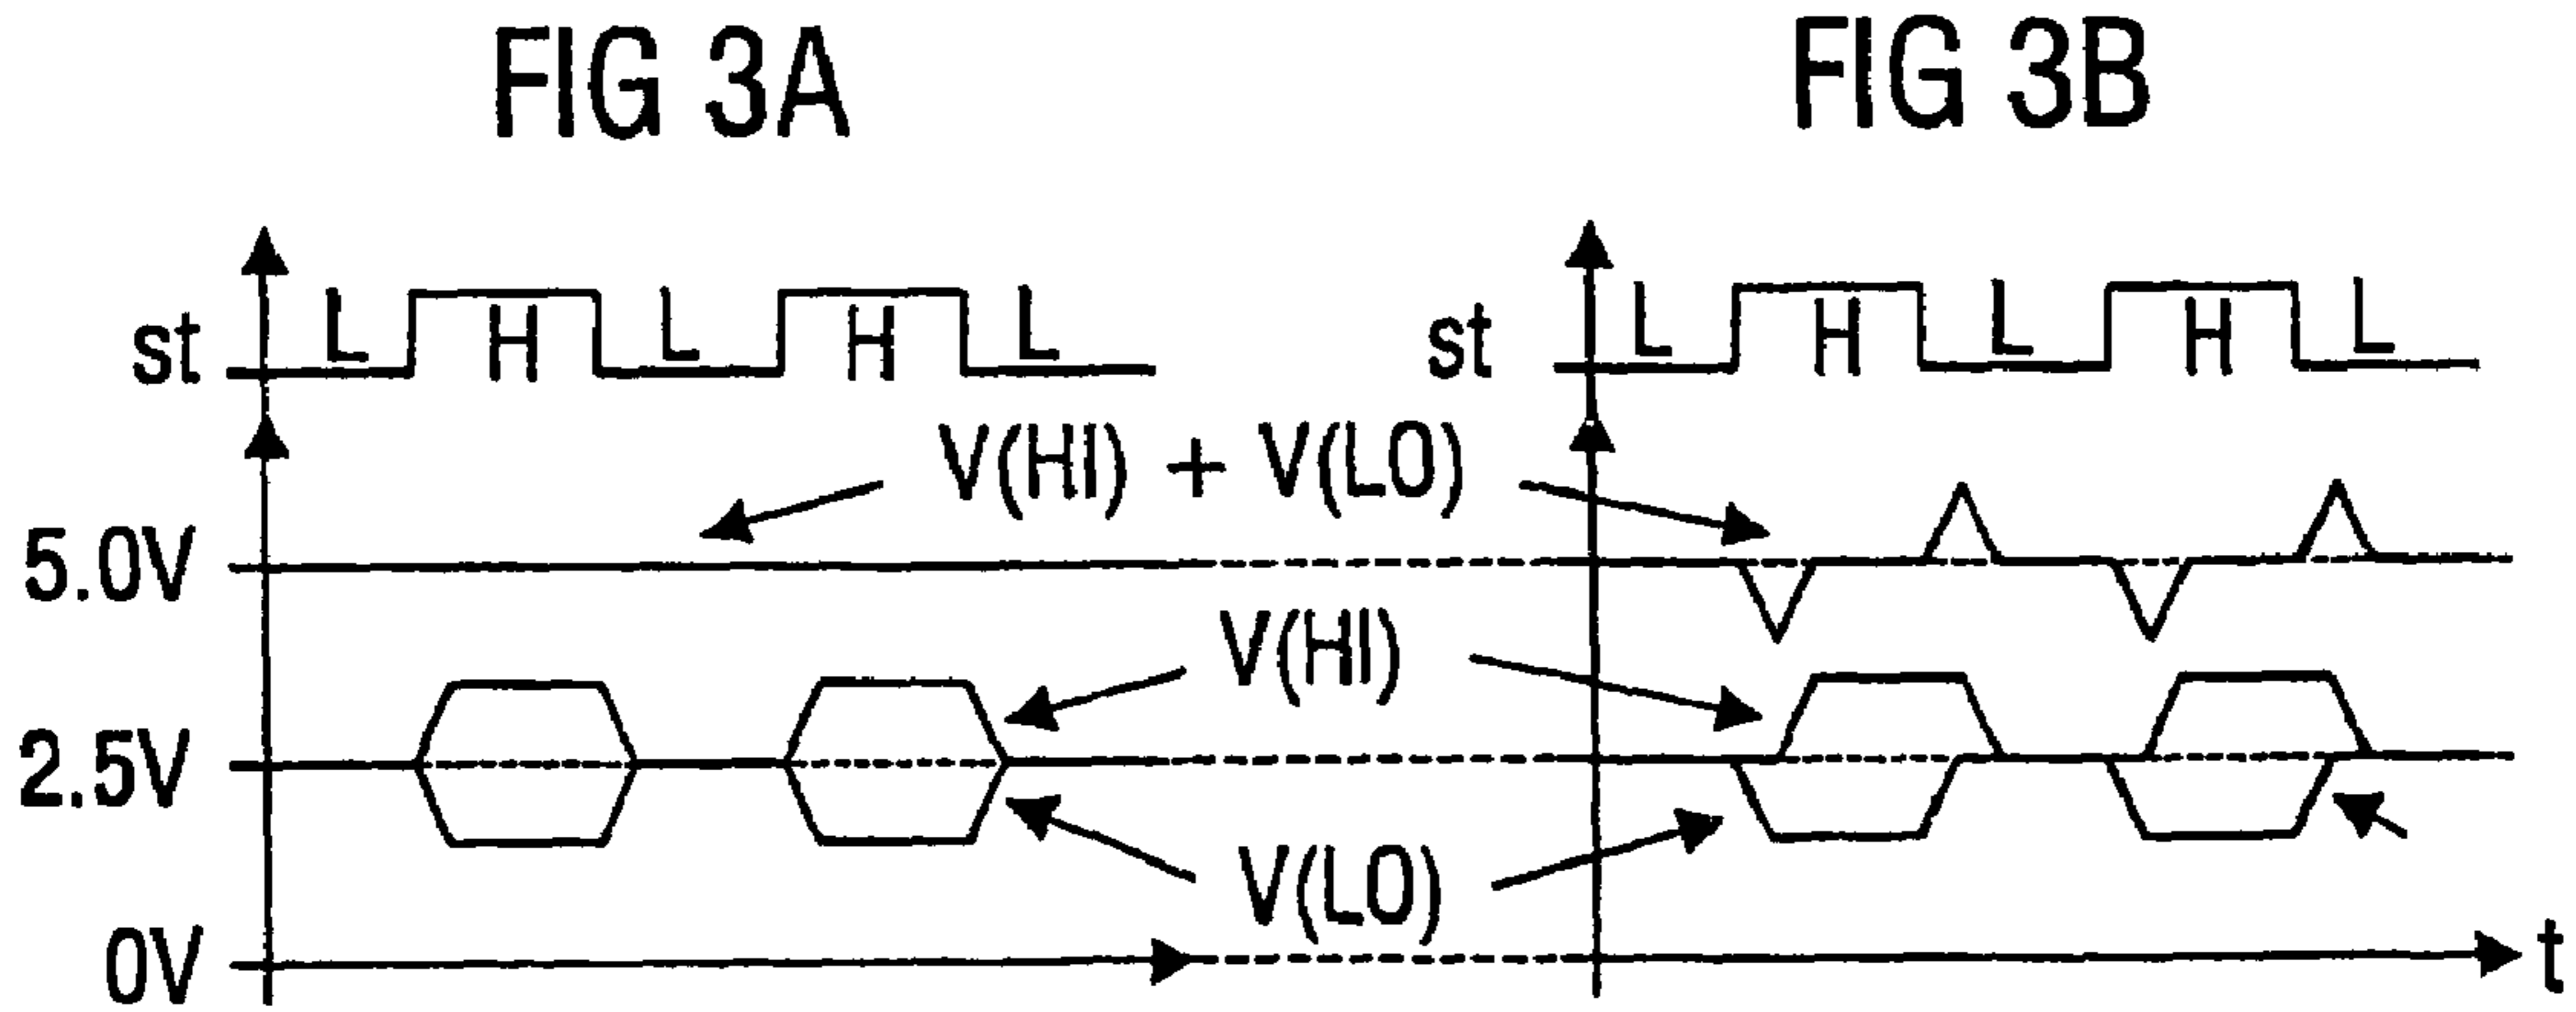 FIG 3A
FIG 3B
st
L
H
L
H
L
st
L
H
L
H
L
V(HI) + V(LO)
5.0V
V(HI)
2.5V
V(LO)
0V
t